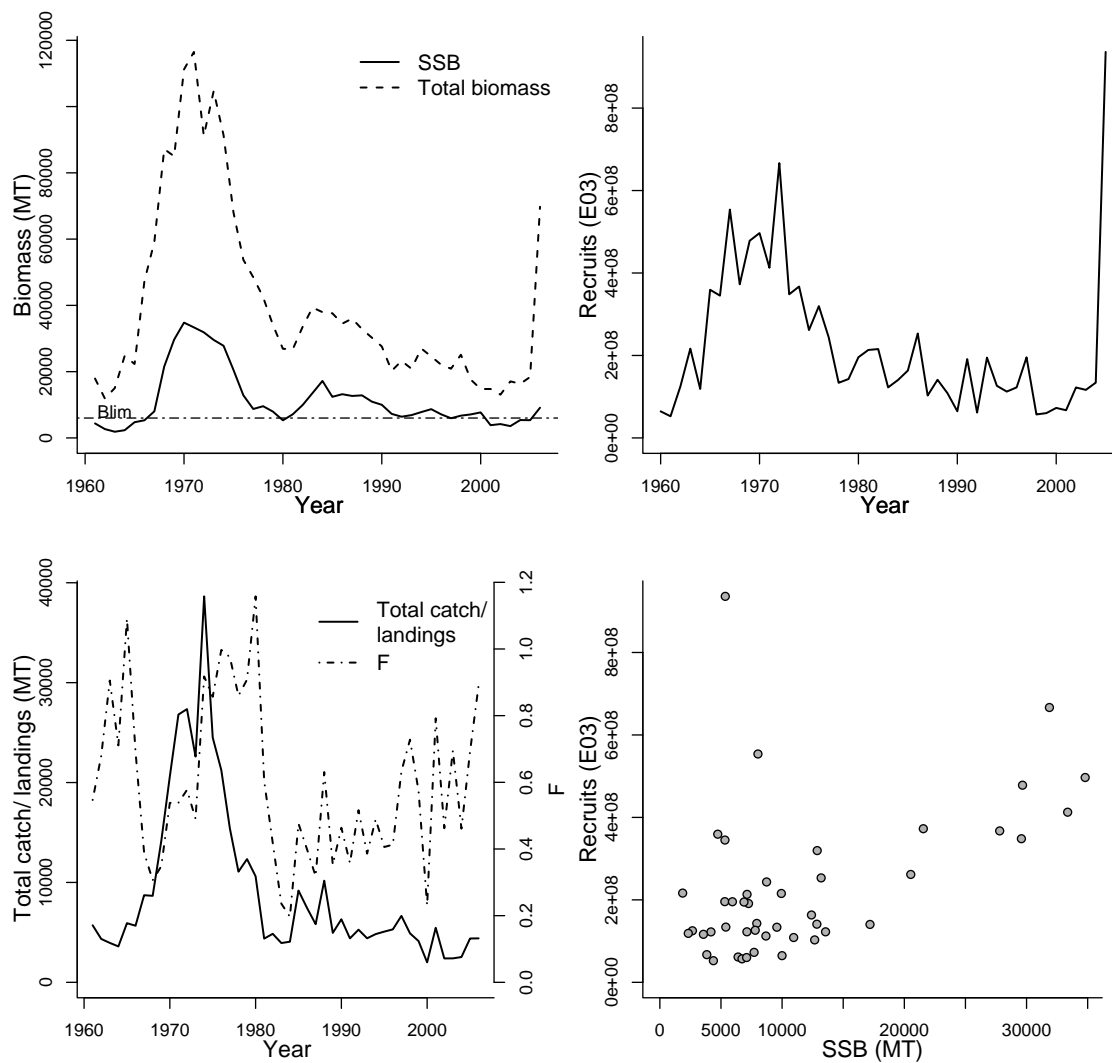 SSB
Total biomass
Biomass (MT)
0
20000
40000
60000
80000
120000
Blim
1960
1970
1980
1990
2000
Year
Recruits (E03)
0e+00
2e+08
4e+08
6e+08
8e+08
1960
1970
1980
1990
2000
Year
Total catch/
landings
F
Total catch/ landings (MT)
0
10000
20000
30000
40000
F
0.0
0.2
0.4
0.6
0.8
1.0
1.2
1960
1970
1980
1990
2000
Year
Recruits (E03)
0e+00
2e+08
4e+08
6e+08
8e+08
0
5000
10000
20000
30000
SSB (MT)